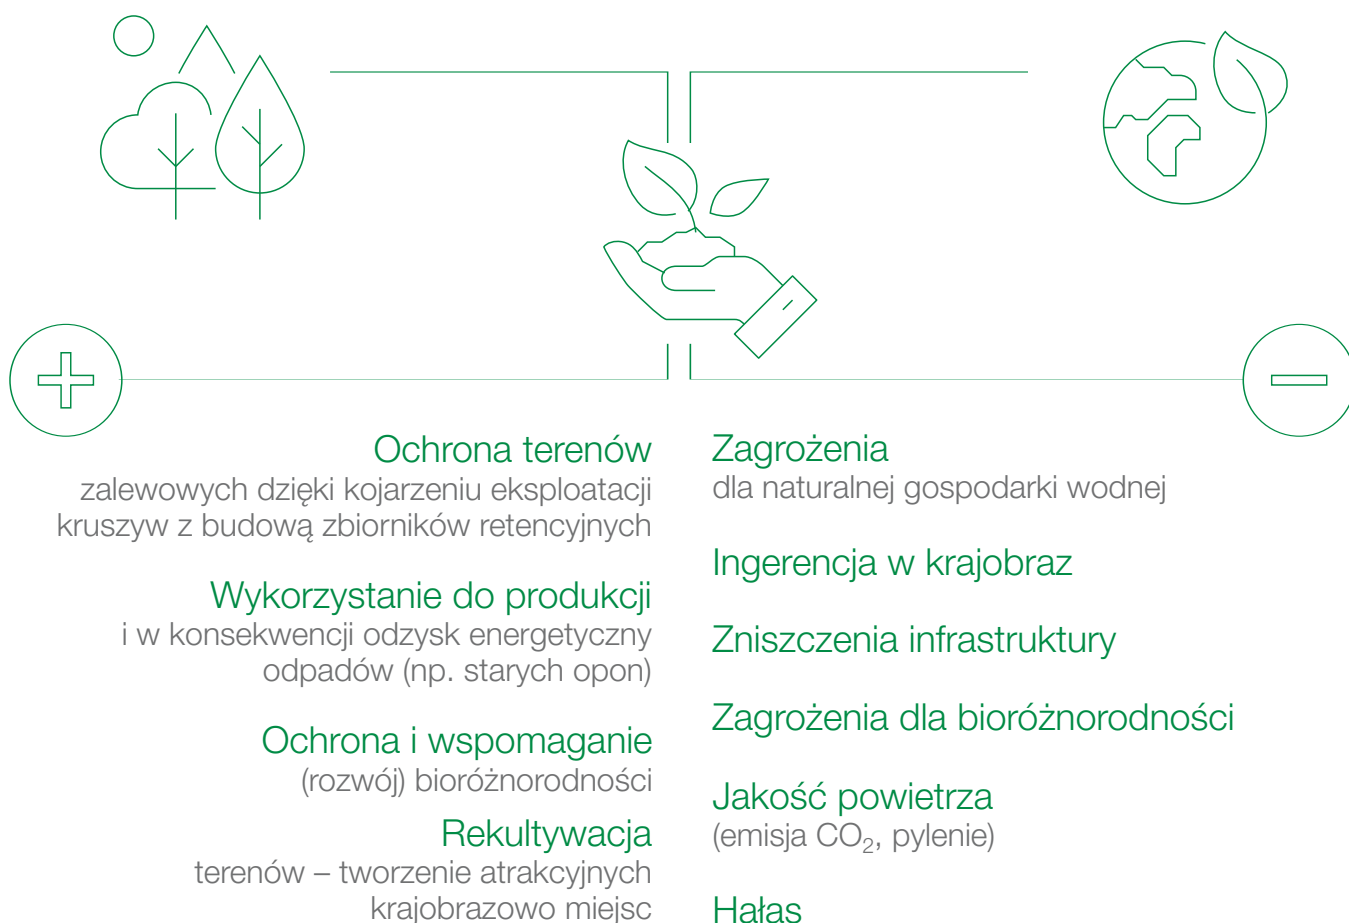 Ochrona terenów
zalewowych dzięki kojarzeniu eksploatacji
kruszyw z budową zbiorników retencyjnych
Wykorzystanie do produkcji
i w konsekwencji odzysk energetyczny
odpadów (np. starych opon)
Ochrona i wspomaganie
(rozwój) bioróżnorodności
Rekultywacja
terenów – tworzenie atrakcyjnych
krajobrazowo miejsc
Zagrożenia
dla naturalnej gospodarki wodnej
Ingerencja w krajobraz
Zniszczenia infrastruktury
Zagrożenia dla bioróżnorodności
Jakość powietrza
(emisja CO₂, pylenie)
Hałas